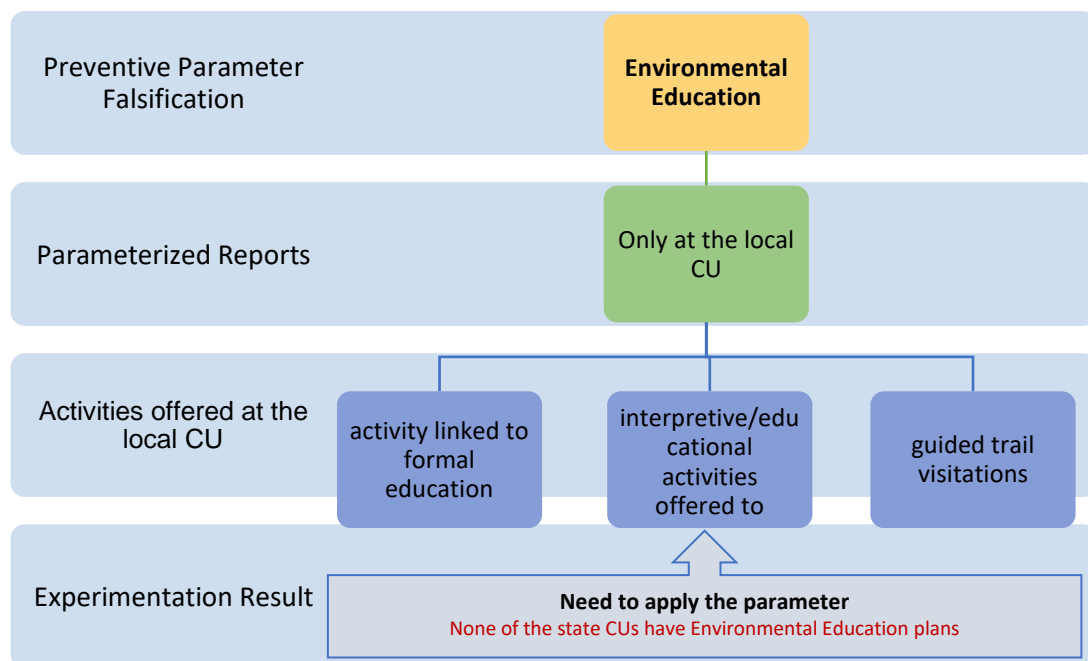 Preventive Parameter
Falsification
Environmental
Education
Parameterized Reports
Only at the local
CU
Activities offered at the
local CU
activity linked to
formal
education
interpretive/edu
cational
activities
offered to
guided trail
visitations
Experimentation Result
Need to apply the parameter
None of the state CUs have Environmental Education plans